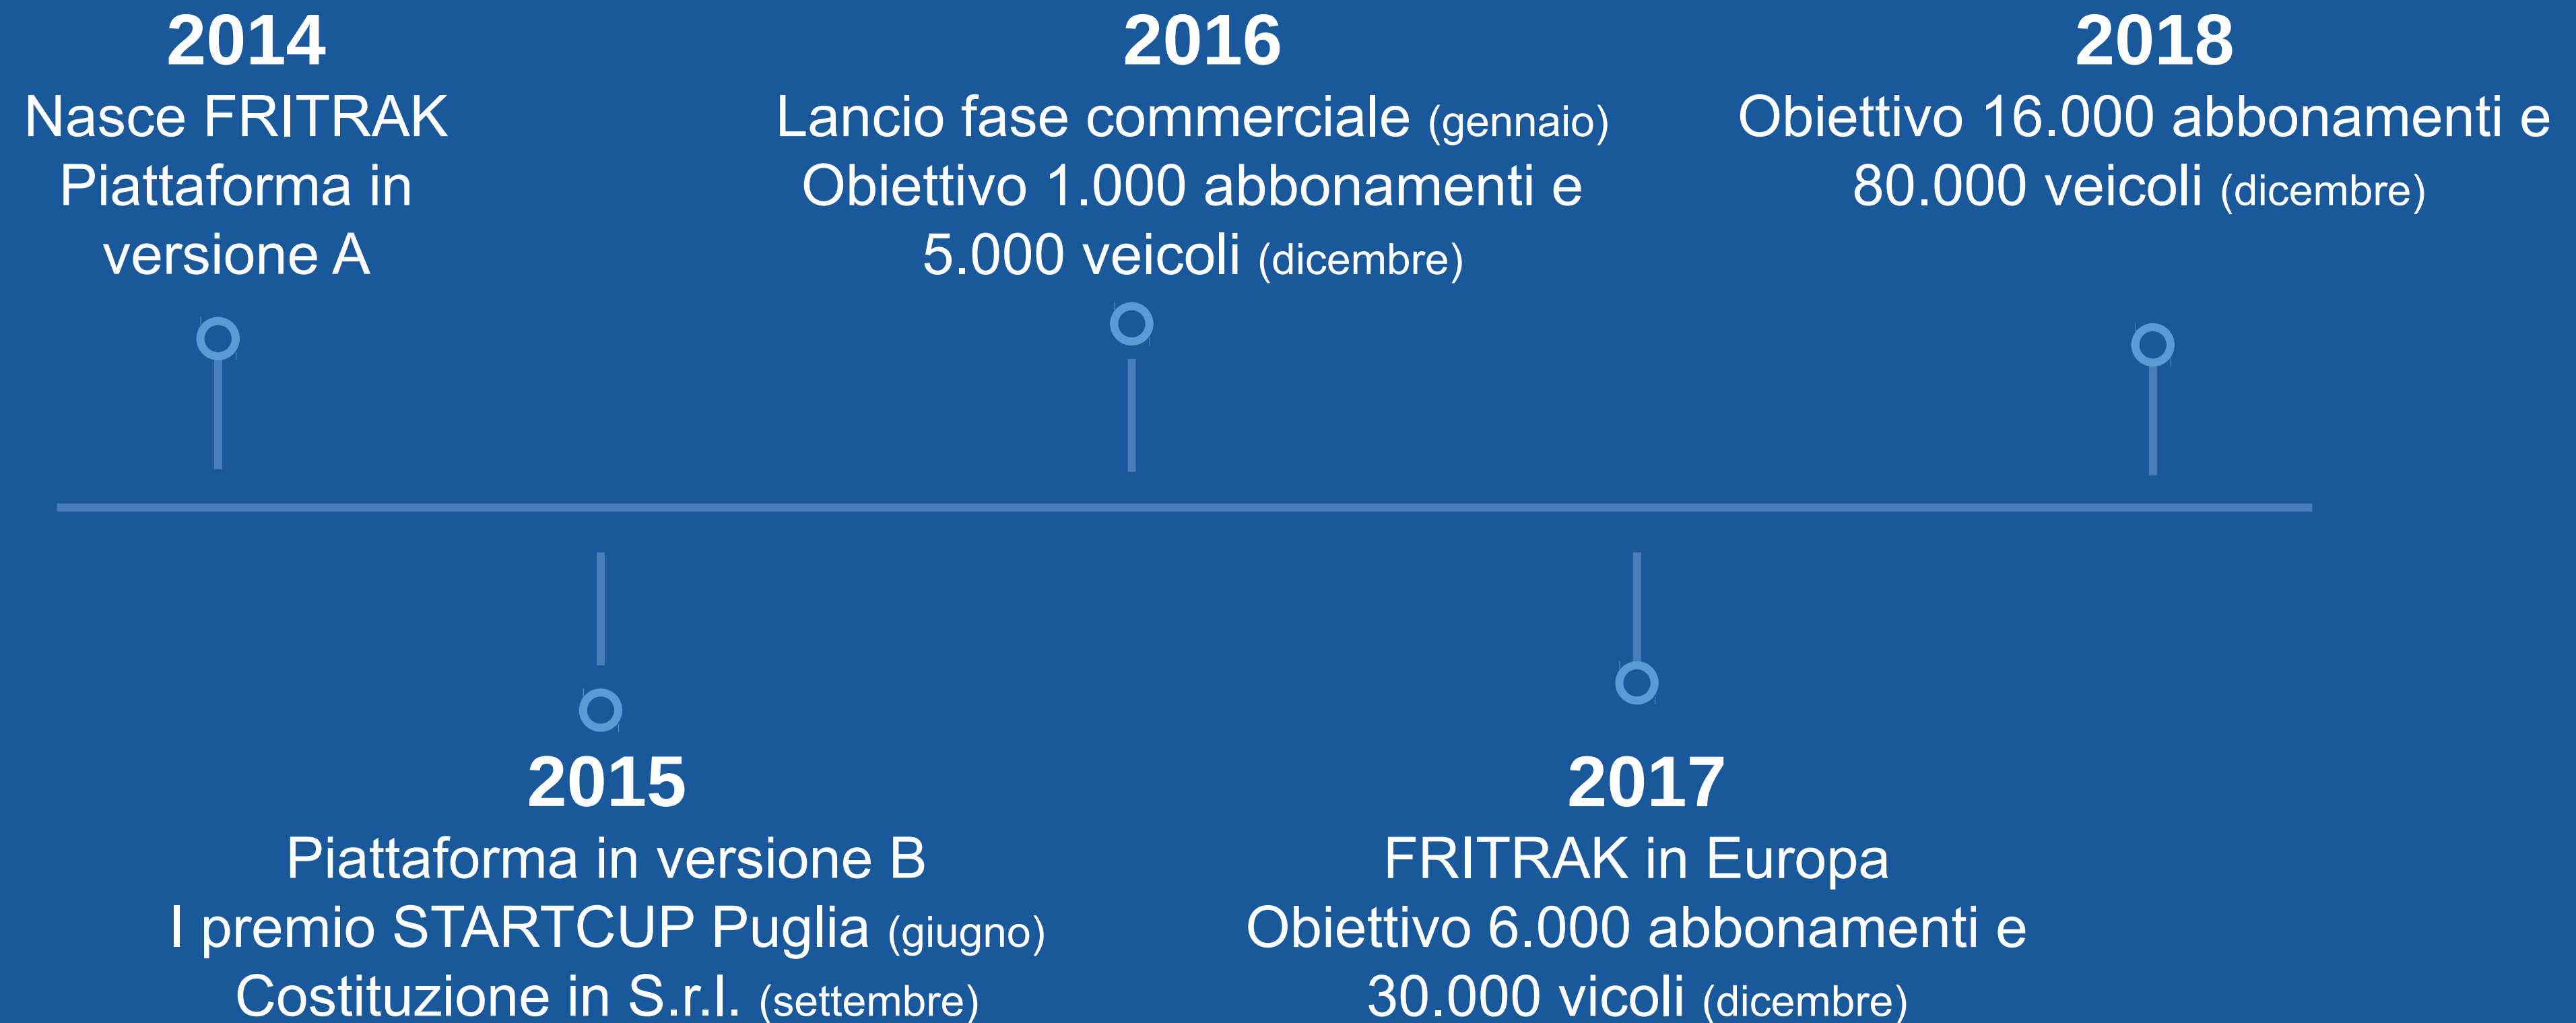 2014
Nasce FRITRAK
Piattaforma in
versione A
2016
Lancio fase commerciale (gennaio)
Obiettivo 1.000 abbonamenti e
5.000 veicoli (dicembre)
2018
Obiettivo 16.000 abbonamenti e
80.000 veicoli (dicembre)
2015
Piattaforma in versione B
I premio STARTCUP Puglia (giugno)
Costituzione in S.r.l. (settembre)
2017
FRITRAK in Europa
Obiettivo 6.000 abbonamenti e
30.000 vicoli (dicembre)